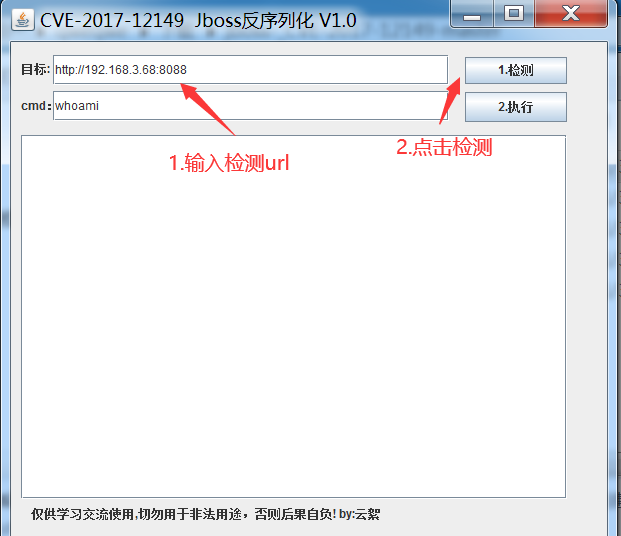 CVE-2017-12149 Jboss反序列化 V1.0
目标: http://192.168.3.68:8088 1.检测
cmd: whoami 2.执行
1.输入检测url 2.点击检测
仅供学习交流使用,切勿用于非法用途，否则后果自负! by:云絮